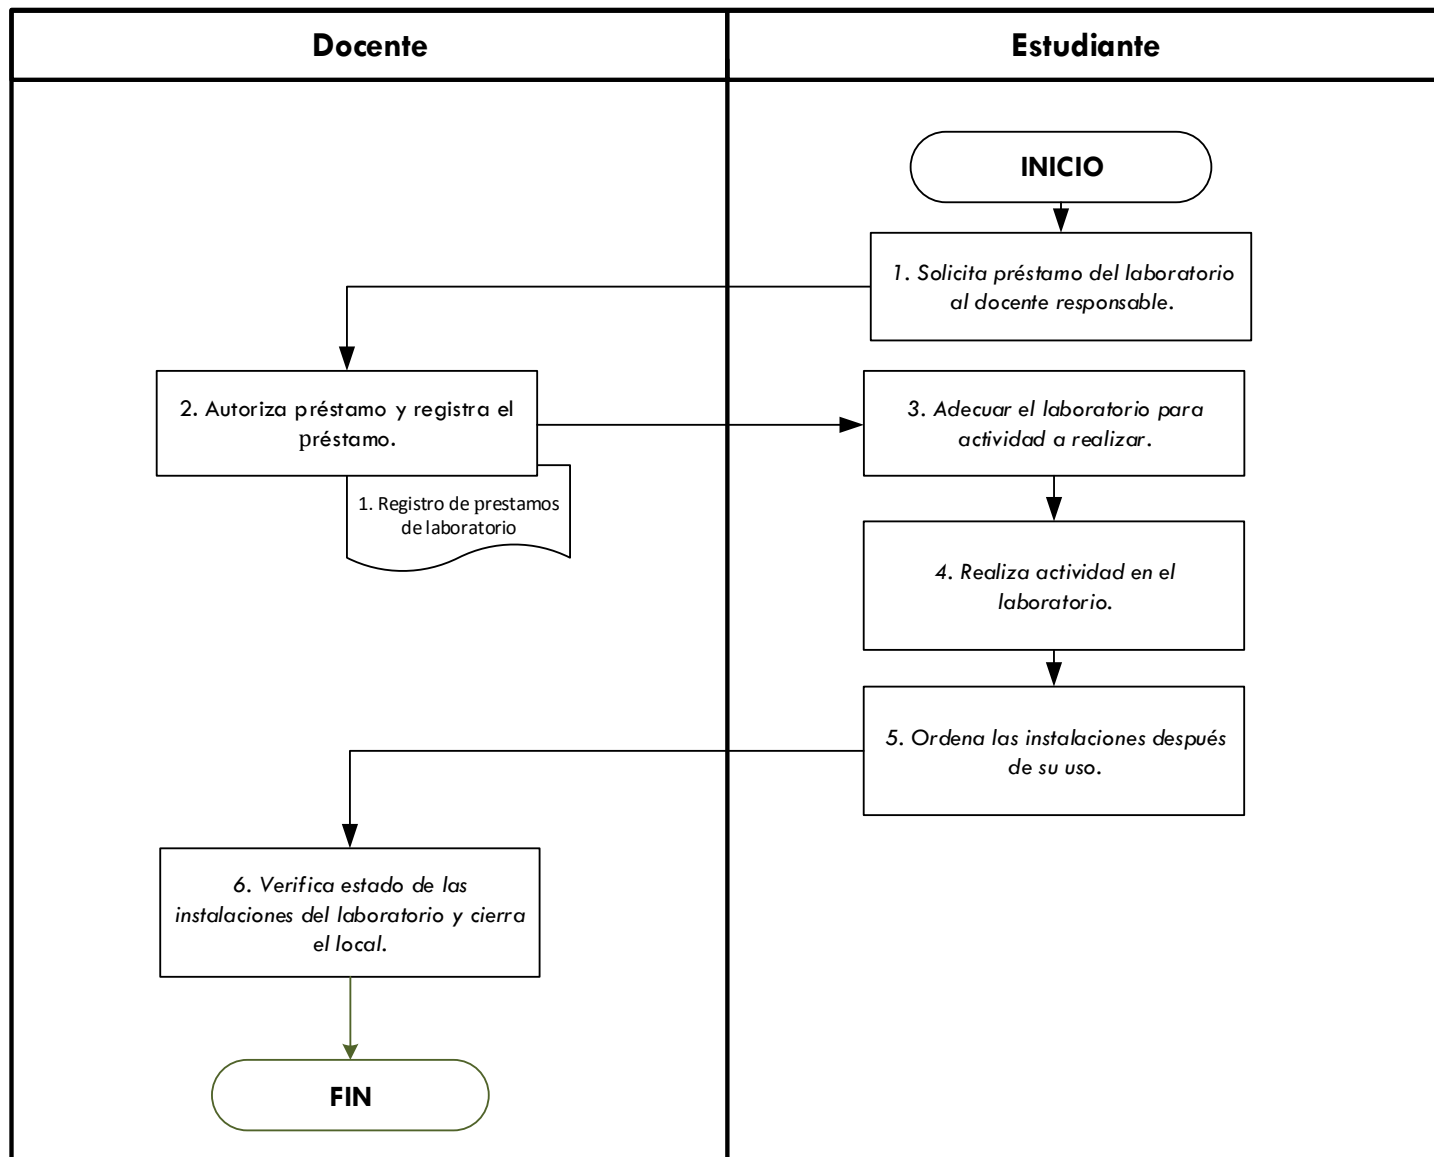 Docente
Estudiante
INICIO
1. Solicita préstamo del laboratorio
al docente responsable.
2. Autoriza préstamo y registra el
préstamo.
1. Registro de prestamos
de laboratorio
3. Adecuar el laboratorio para
actividad a realizar.
4. Realiza actividad en el
laboratorio.
5. Ordena las instalaciones después
de su uso.
6. Verifica estado de las
instalaciones del laboratorio y cierra
el local.
FIN